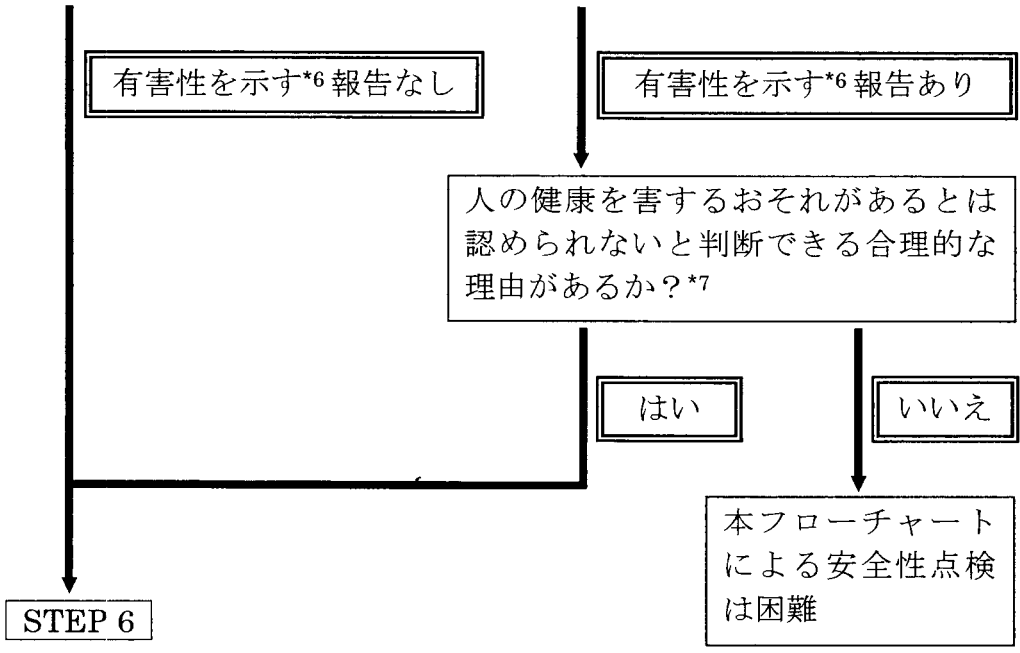 有害性を示す*6報告なし
有害性を示す*6報告あり
人の健康を害するおそれがあるとは
認められないと判断できる合理的な
理由があるか？*7
はい
いいえ
本フローチャート
による安全性点検
は困難
STEP 6